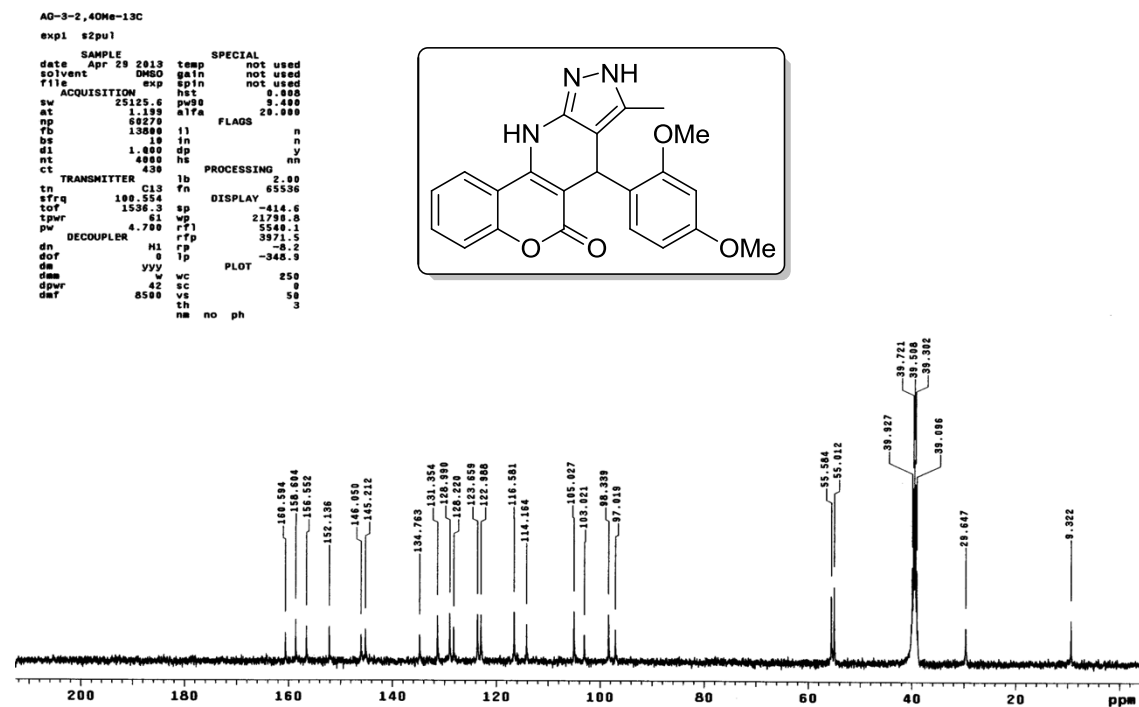 AG-3-2,4OMe-13C
exp1 s2pul
SAMPLE
date Apr 29 2013
solvent DMSO
file exp
ACQUISITION
sw 25125.6
at 1.199
np 60270
fb 13800
bs 10
d1 1.000
nt 4000
ct 430
TRANSMITTER
tn C13
sfrq 100.554
tof 1536.3
tpwr 61
pw 4.700
DECOUPLER
dn H1
dof 0
dm yyy
dmm w
dpwr 42
dmf 8500
SPECIAL
temp not used
gain not used
spin not used
hst 0.008
pw90 9.400
alfa 20.000
FLAGS
il n
in n
dp y
hs nn
PROCESSING
lb 2.00
fn 65536
DISPLAY
sp -414.6
wp 21790.8
rfl 5540.1
rfp 3971.5
rp -8.2
lp -348.9
PLOT
wc 250
sc 0
vs 50
th 3
nm no ph
N NH
HN OMe
O O OMe
160.594
158.604
156.552
152.136
146.050
145.212
134.763
131.354
128.990
128.220
123.659
122.988
116.581
114.164
105.027
103.021
98.339
97.019
55.584
55.012
39.927
39.721
39.508
39.302
39.096
29.647
9.322
200 180 160 140 120 100 80 60 40 20 ppm